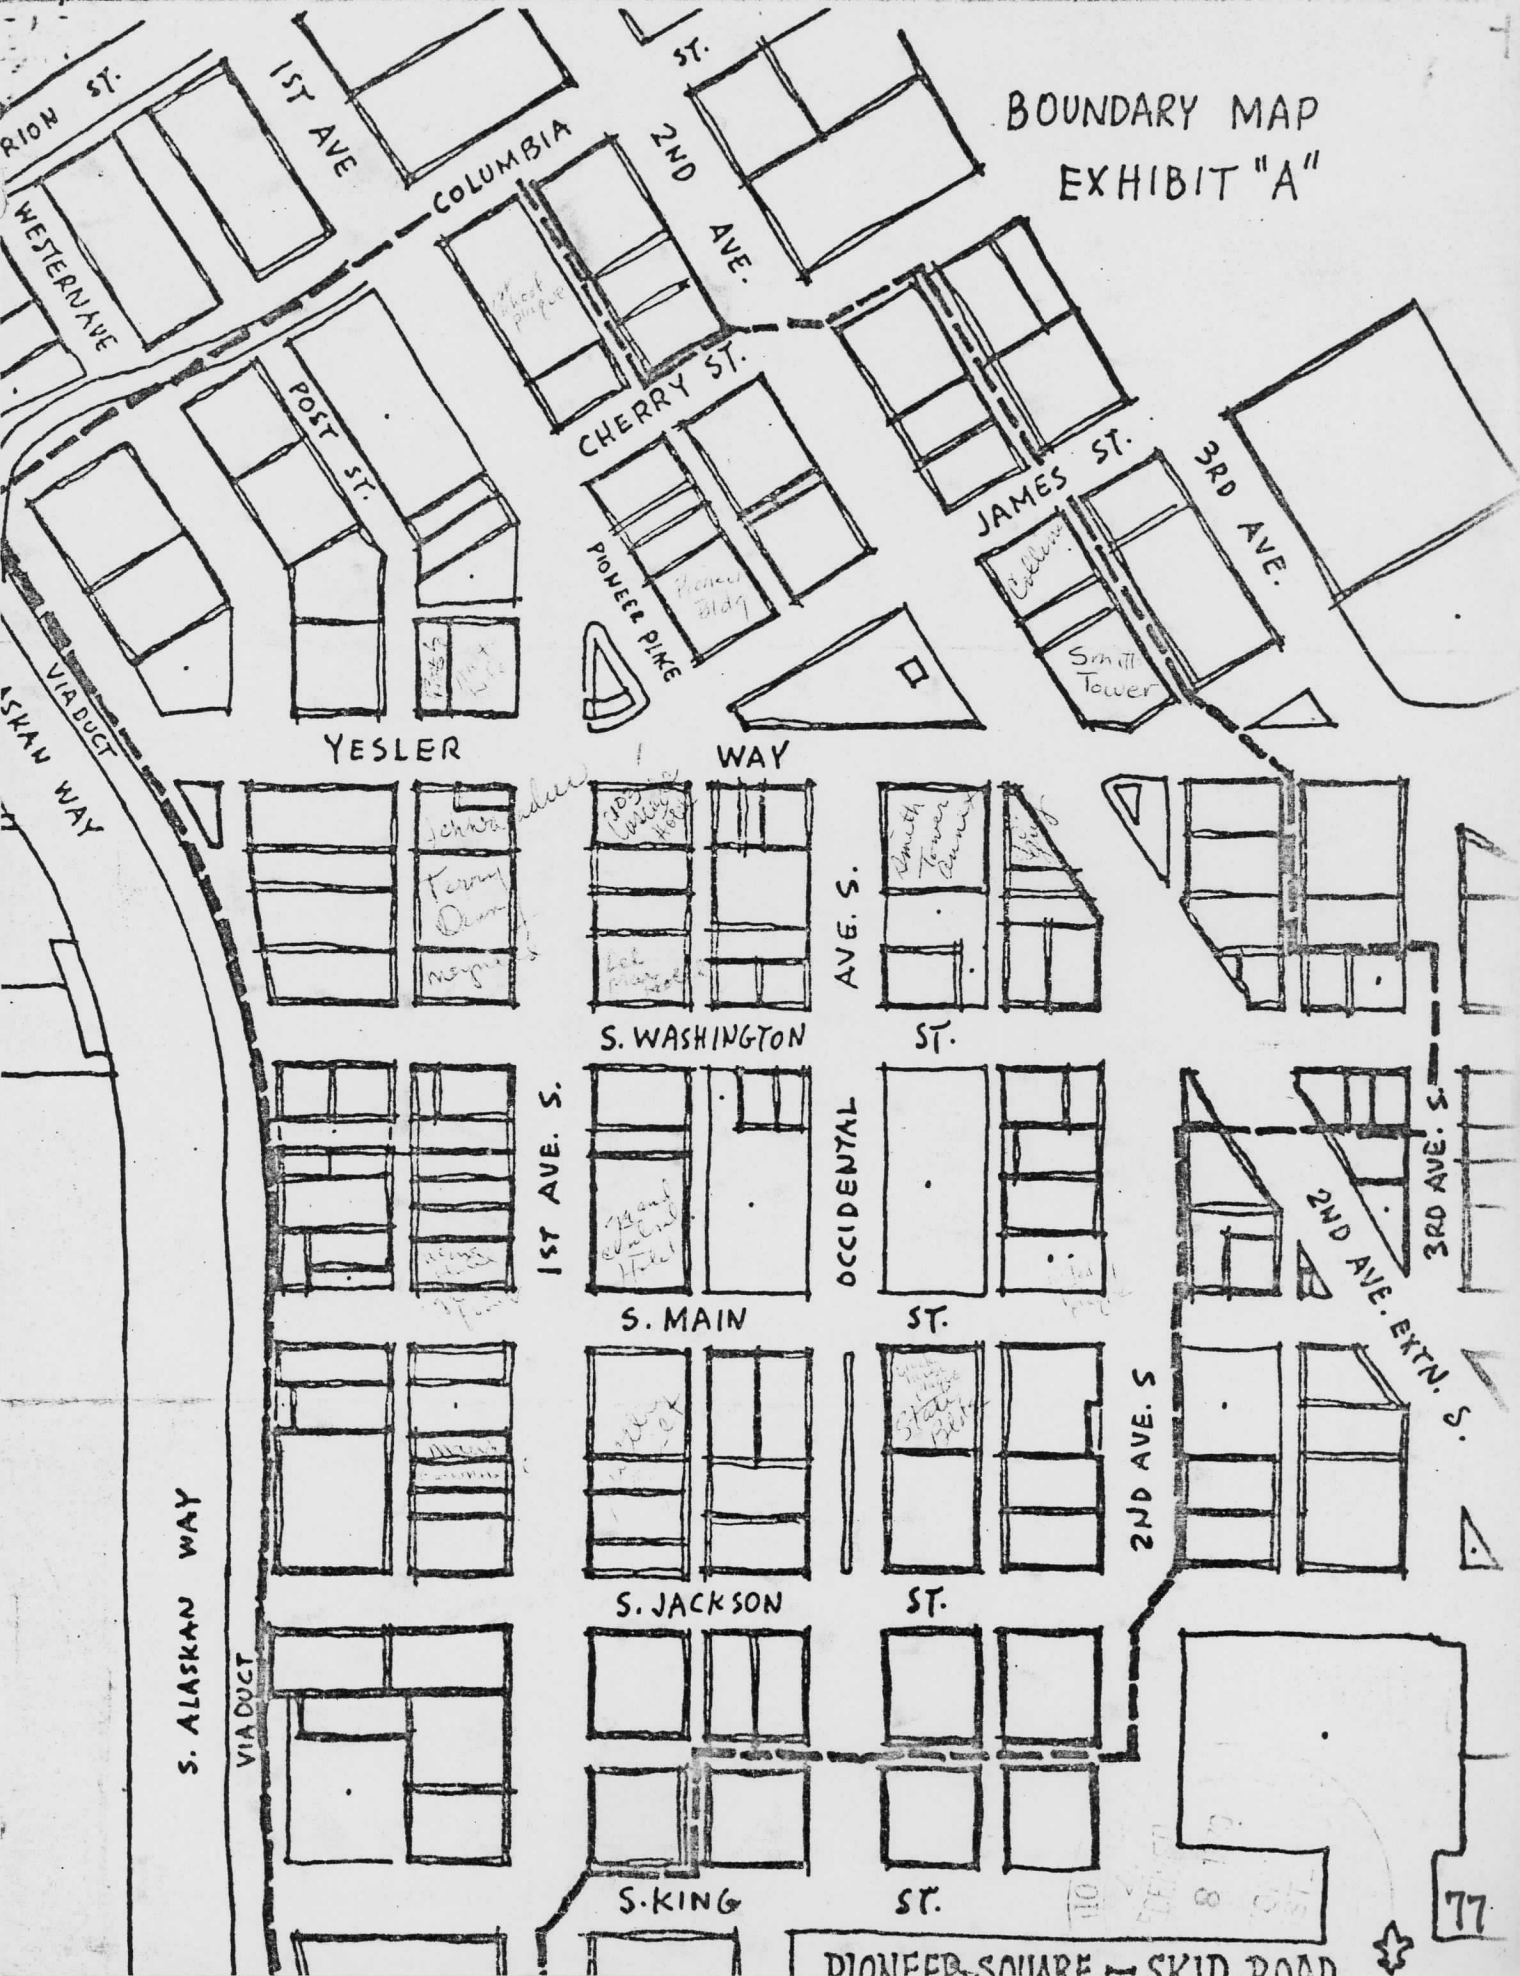 BOUNDARY MAP
EXHIBIT "A"
RION ST.
1ST AVE
COLUMBIA
ST.
2ND AVE.
WESTERN AVE
POST ST.
CHERRY ST.
PIONEER PLKE
JAMES ST.
3RD AVE.
Collins
Pioneer
Bldg
Smith
Tower
VIADUCT
ASKAN WAY
YESLER WAY
Smith
Tower
Annex
Terry
Denny
AVE. S.
S. WASHINGTON ST.
1ST AVE. S.
OCCIDENTAL
Grand
Central
Hotel
2ND AVE. EXTN. S.
3RD AVE. S.
S. MAIN ST.
State
Bldg
2ND AVE. S
S. ALASKAN WAY
VIADUCT
S. JACKSON ST.
S. KING ST.
77
PIONEER SQUARE — SKID ROAD